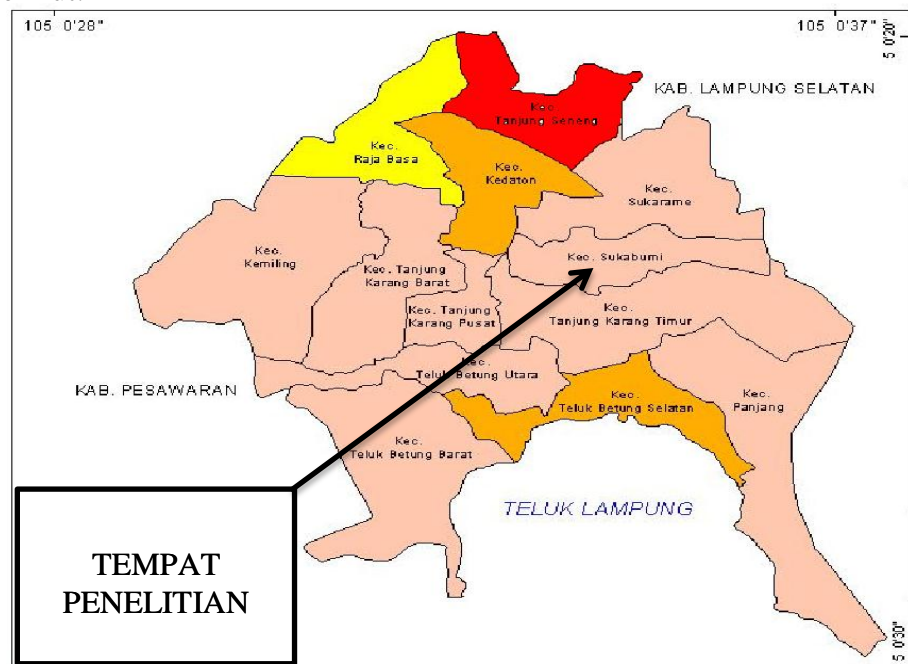 105 0'28"
105 0'37"
5 0'20"
KAB. LAMPUNG SELATAN
Kec.
Tanjung Seneng
Kec.
Raja Basa
Kec.
Kedaton
Kec.
Sukarame
Kec.
Kemiling
Kec. Sukabumi
Kec. Tanjung
Karang Barat
Kec. Tanjung
Karang Pusat
Kec.
Tanjung Karang Timur
Kec.
Teluk Betung Utara
KAB. PESAWARAN
Kec.
Teluk Betung Selatan
Kec.
Panjang
Kec.
Teluk Betung Barat
TELUK LAMPUNG
TEMPAT
PENELITIAN
5 0'30"